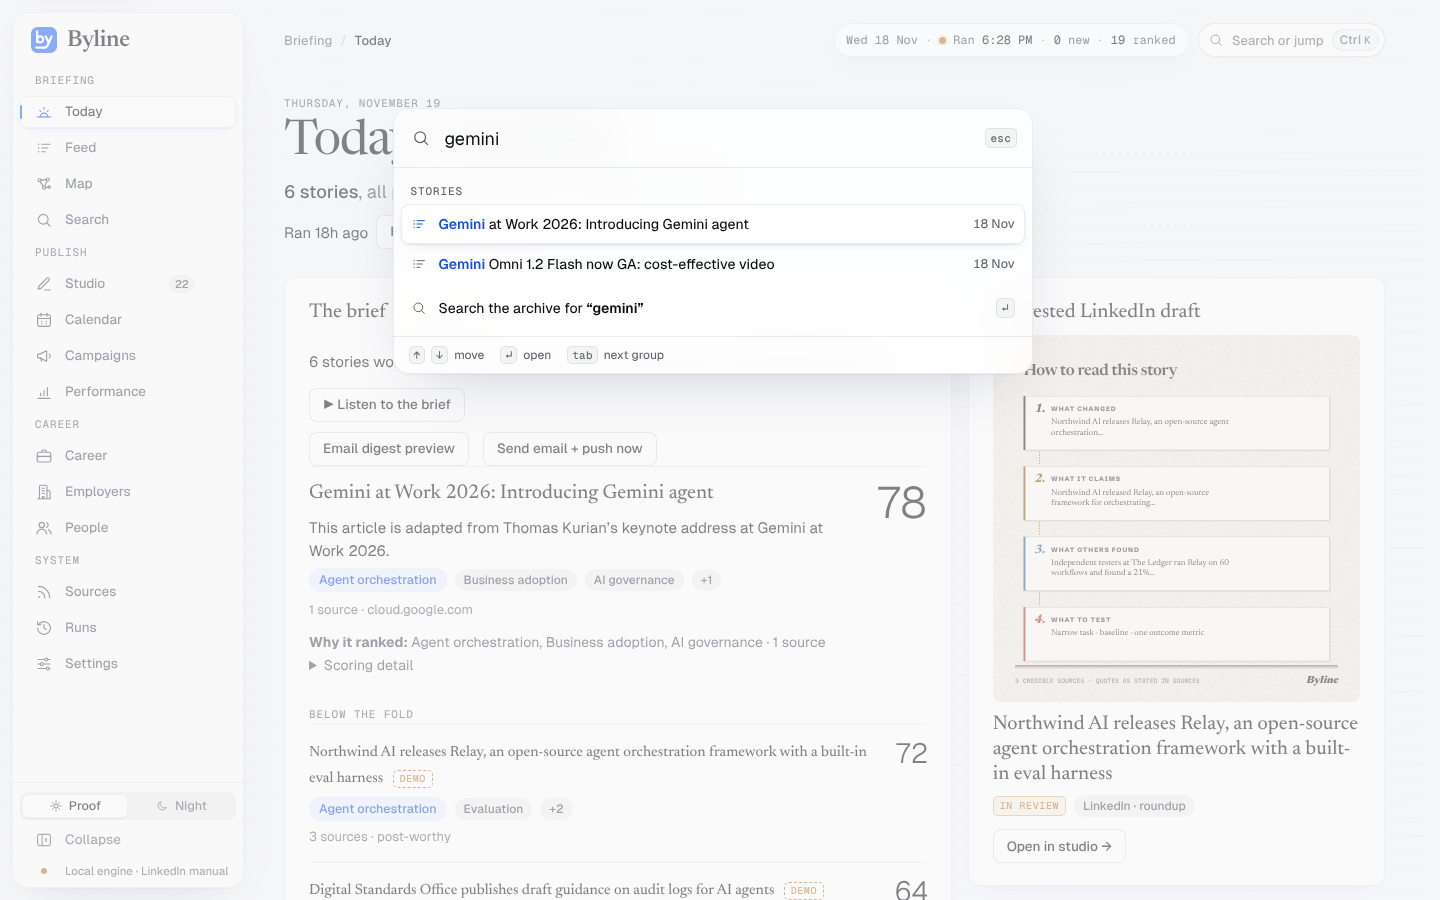 by Byline
BRIEFING
Today
Feed
Map
Search
PUBLISH
Studio 22
Calendar
Campaigns
Performance
CAREER
Career
Employers
People
SYSTEM
Sources
Runs
Settings
Proof Night
Collapse
Local engine · LinkedIn manual
Briefing / Today
Wed 18 Nov · Ran 6:28 PM · 0 new · 19 ranked
Search or jump Ctrl K
THURSDAY, NOVEMBER 19
Today
6 stories, all
Ran 18h ago
gemini esc
STORIES
Gemini at Work 2026: Introducing Gemini agent 18 Nov
Gemini Omni 1.2 Flash now GA: cost-effective video 18 Nov
Search the archive for “gemini” ↵
↑ ↓ move ↵ open tab next group
The brief
6 stories
▶ Listen to the brief
Email digest preview Send email + push now
Gemini at Work 2026: Introducing Gemini agent 78
This article is adapted from Thomas Kurian’s keynote address at Gemini at
Work 2026.
Agent orchestration Business adoption AI governance +1
1 source · cloud.google.com
Why it ranked: Agent orchestration, Business adoption, AI governance · 1 source
▶ Scoring detail
BELOW THE FOLD
Northwind AI releases Relay, an open-source agent orchestration framework with a built-in 72
eval harness DEMO
Agent orchestration Evaluation +2
3 sources · post-worthy
Digital Standards Office publishes draft guidance on audit logs for AI agents DEMO 64
LinkedIn draft
How to read this story
1. WHAT CHANGED
Northwind AI releases Relay, an open-source agent
orchestration...
2. WHAT IT CLAIMS
Northwind AI released Relay, an open-source
framework for orchestrating...
3. WHAT OTHERS FOUND
Independent testers at The Ledger ran Relay on 60
workflows and found a 21%...
4. WHAT TO TEST
Narrow task · baseline · one outcome metric
3 CREDIBLE SOURCES · QUOTES AS STATED IN SOURCES Byline
Northwind AI releases Relay, an open-source
agent orchestration framework with a built-
in eval harness
IN REVIEW LinkedIn · roundup
Open in studio →